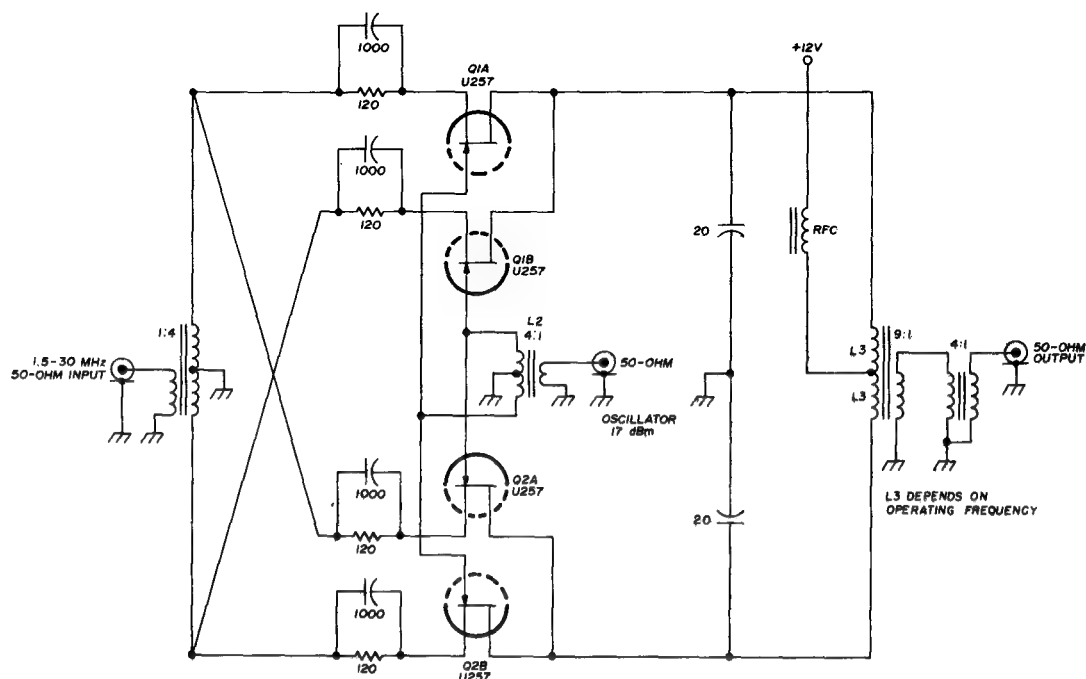 1000
120
Q1A
U257
+12V
1000
120
Q1B
U257
20
RFC
1:4
1.5-30 MHz
50-OHM INPUT
L2
4:1
50-OHM
OSCILLATOR
17 dBm
L3
L3
9:1
4:1
50-OHM
OUTPUT
L3 DEPENDS ON
OPERATING FREQUENCY
1000
120
Q2A
U257
20
1000
120
Q2B
U257